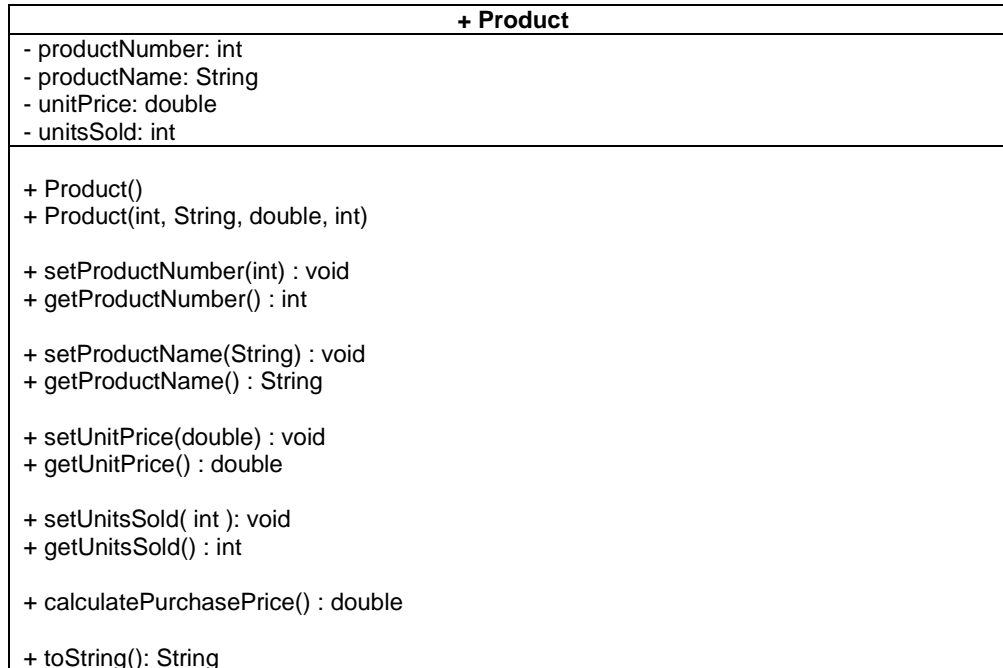 + Product
- productNumber: int
- productName: String
- unitPrice: double
- unitsSold: int
+ Product()
+ Product(int, String, double, int)
+ setProductNumber(int) : void
+ getProductNumber() : int
+ setProductName(String) : void
+ getProductName() : String
+ setUnitPrice(double) : void
+ getUnitPrice() : double
+ setUnitsSold( int ): void
+ getUnitsSold() : int
+ calculatePurchasePrice() : double
+ toString(): String